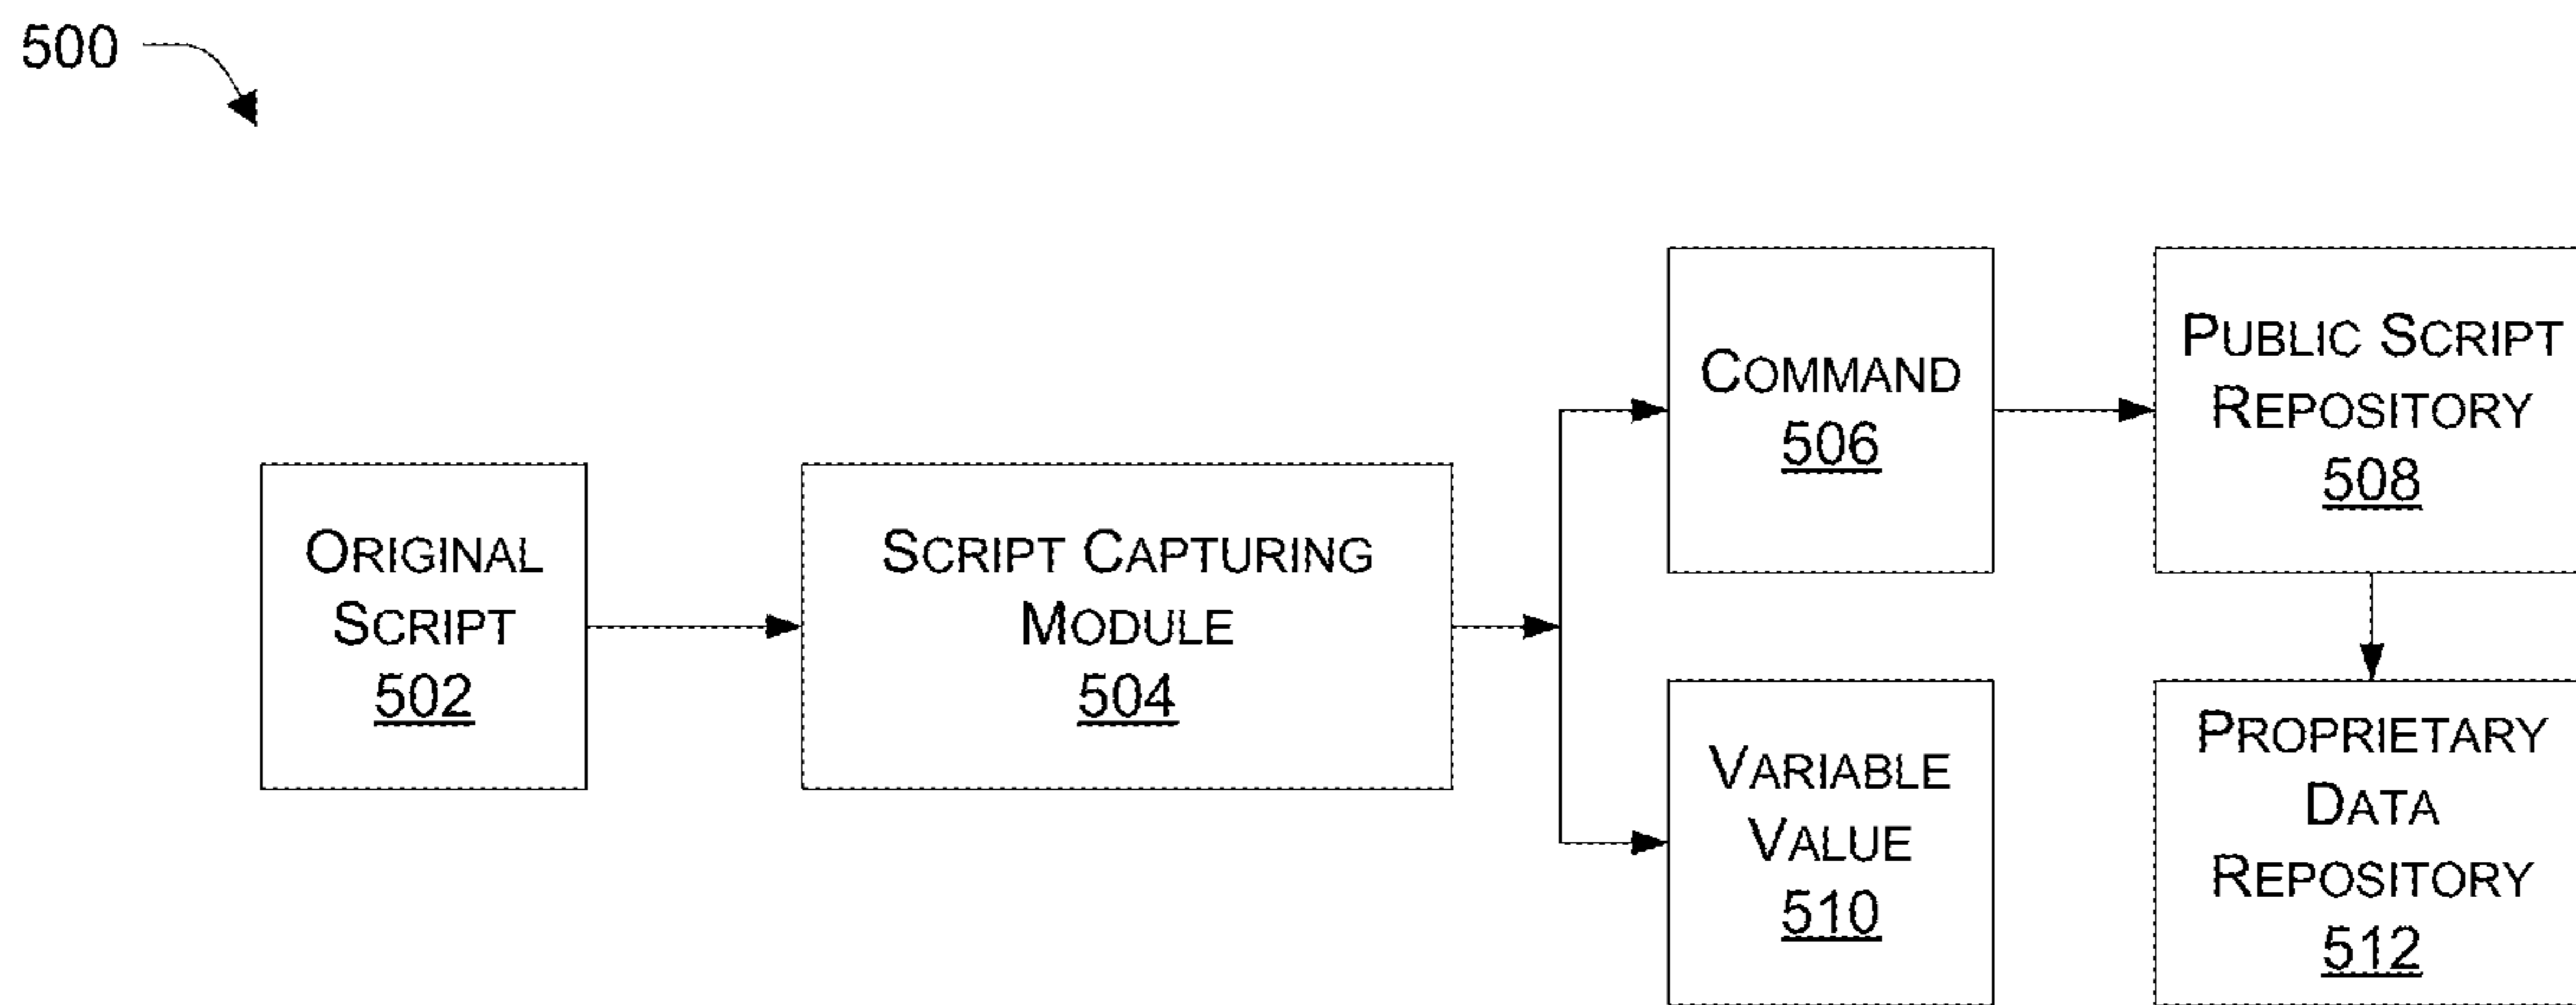 500
ORIGINAL
SCRIPT
502
SCRIPT CAPTURING
MODULE
504
COMMAND
506
PUBLIC SCRIPT
REPOSITORY
508
VARIABLE
VALUE
510
PROPRIETARY
DATA
REPOSITORY
512